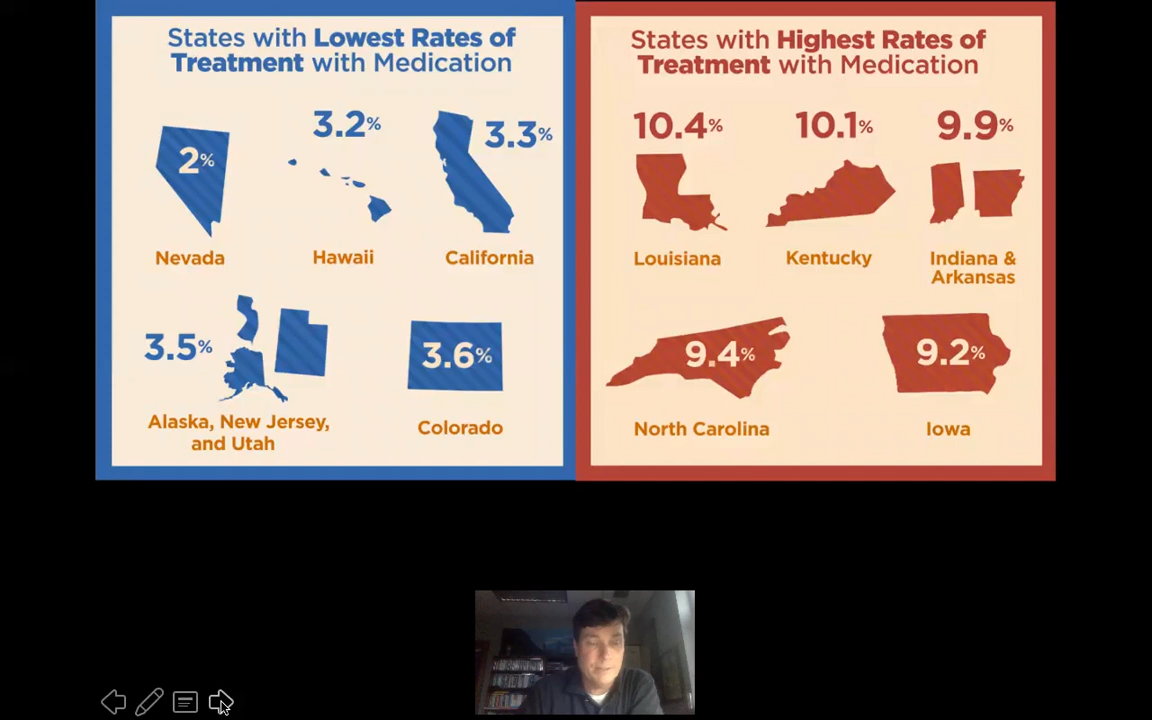 States with Lowest Rates of
Treatment with Medication
2%
Nevada
3.2%
Hawaii
3.3%
California
3.5%
Alaska, New Jersey,
and Utah
3.6%
Colorado
States with Highest Rates of
Treatment with Medication
10.4%
Louisiana
10.1%
Kentucky
9.9%
Indiana &
Arkansas
9.4%
North Carolina
9.2%
Iowa